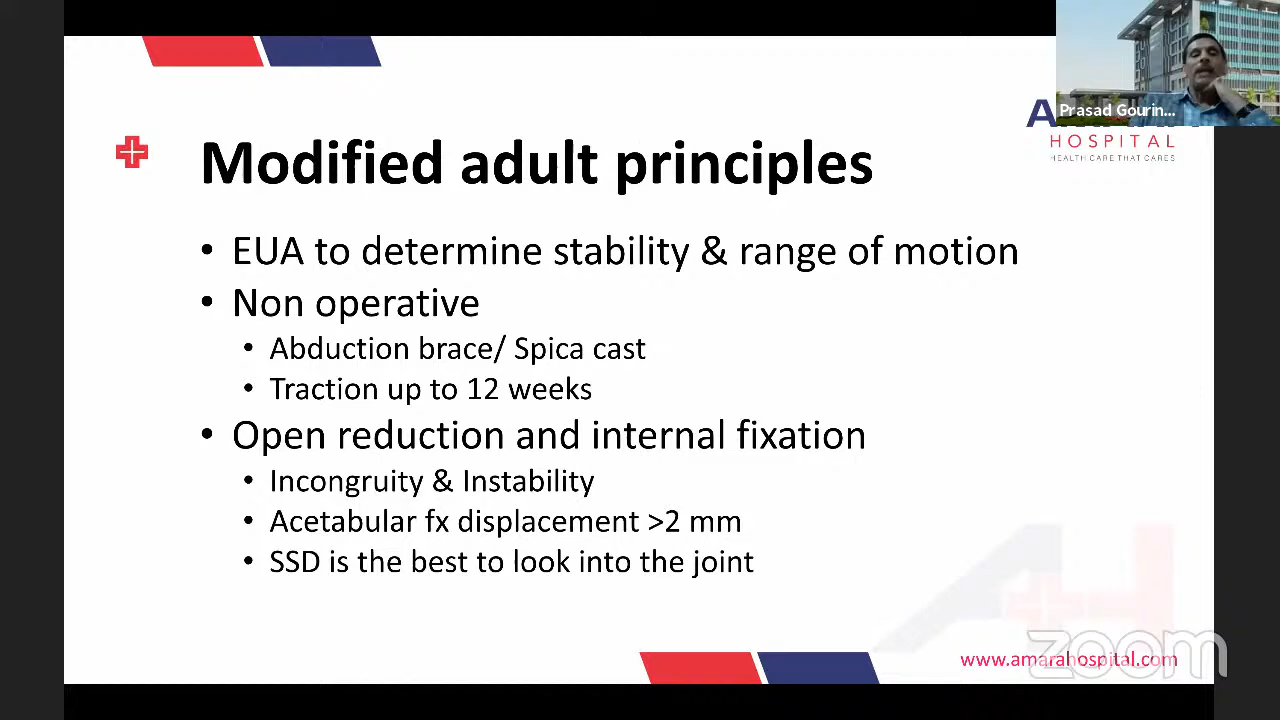 Prasad Gourin...
A
HOSPITAL
HEALTH CARE THAT CARES
Modified adult principles
• EUA to determine stability & range of motion
• Non operative
• Abduction brace/ Spica cast
• Traction up to 12 weeks
• Open reduction and internal fixation
• Incongruity & Instability
• Acetabular fx displacement >2 mm
• SSD is the best to look into the joint
www.amarahospital.com
zoom